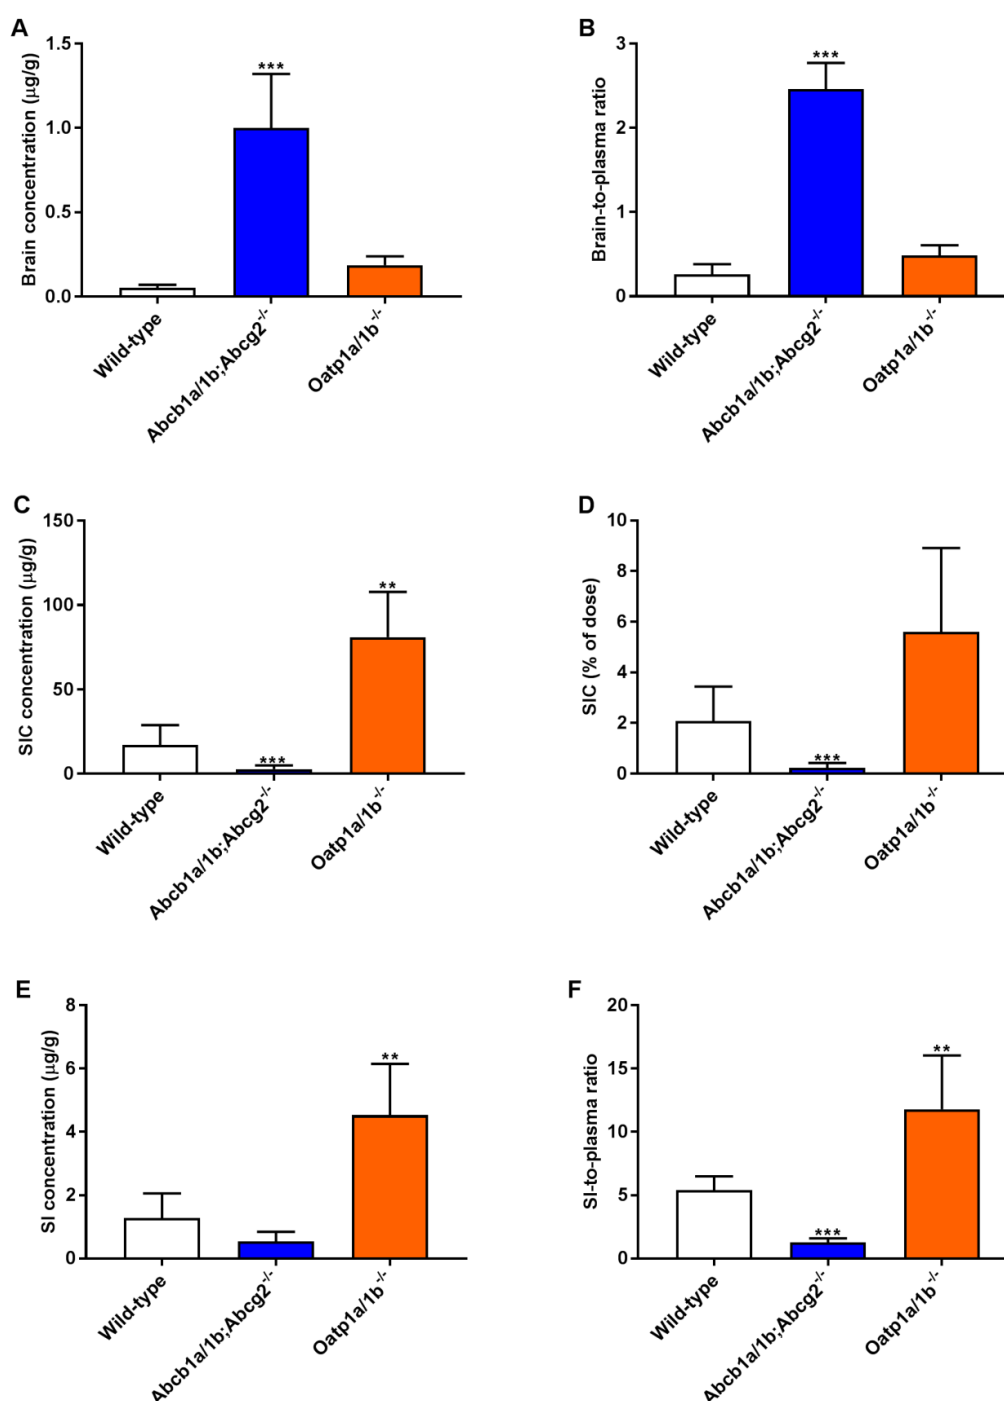 A
Brain concentration (µg/g)
1.5
1.0
0.5
0.0
***
Wild-type
Abcb1a/1b;Abcg2-/-
Oatp1a/1b-/-
B
Brain-to-plasma ratio
3
2
1
0
***
Wild-type
Abcb1a/1b;Abcg2-/-
Oatp1a/1b-/-
C
SIC concentration (µg/g)
150
100
50
0
***
**
Wild-type
Abcb1a/1b;Abcg2-/-
Oatp1a/1b-/-
D
SIC (% of dose)
10
8
6
4
2
0
***
Wild-type
Abcb1a/1b;Abcg2-/-
Oatp1a/1b-/-
E
SI concentration (µg/g)
8
6
4
2
0
**
Wild-type
Abcb1a/1b;Abcg2-/-
Oatp1a/1b-/-
F
SI-to-plasma ratio
20
15
10
5
0
***
**
Wild-type
Abcb1a/1b;Abcg2-/-
Oatp1a/1b-/-